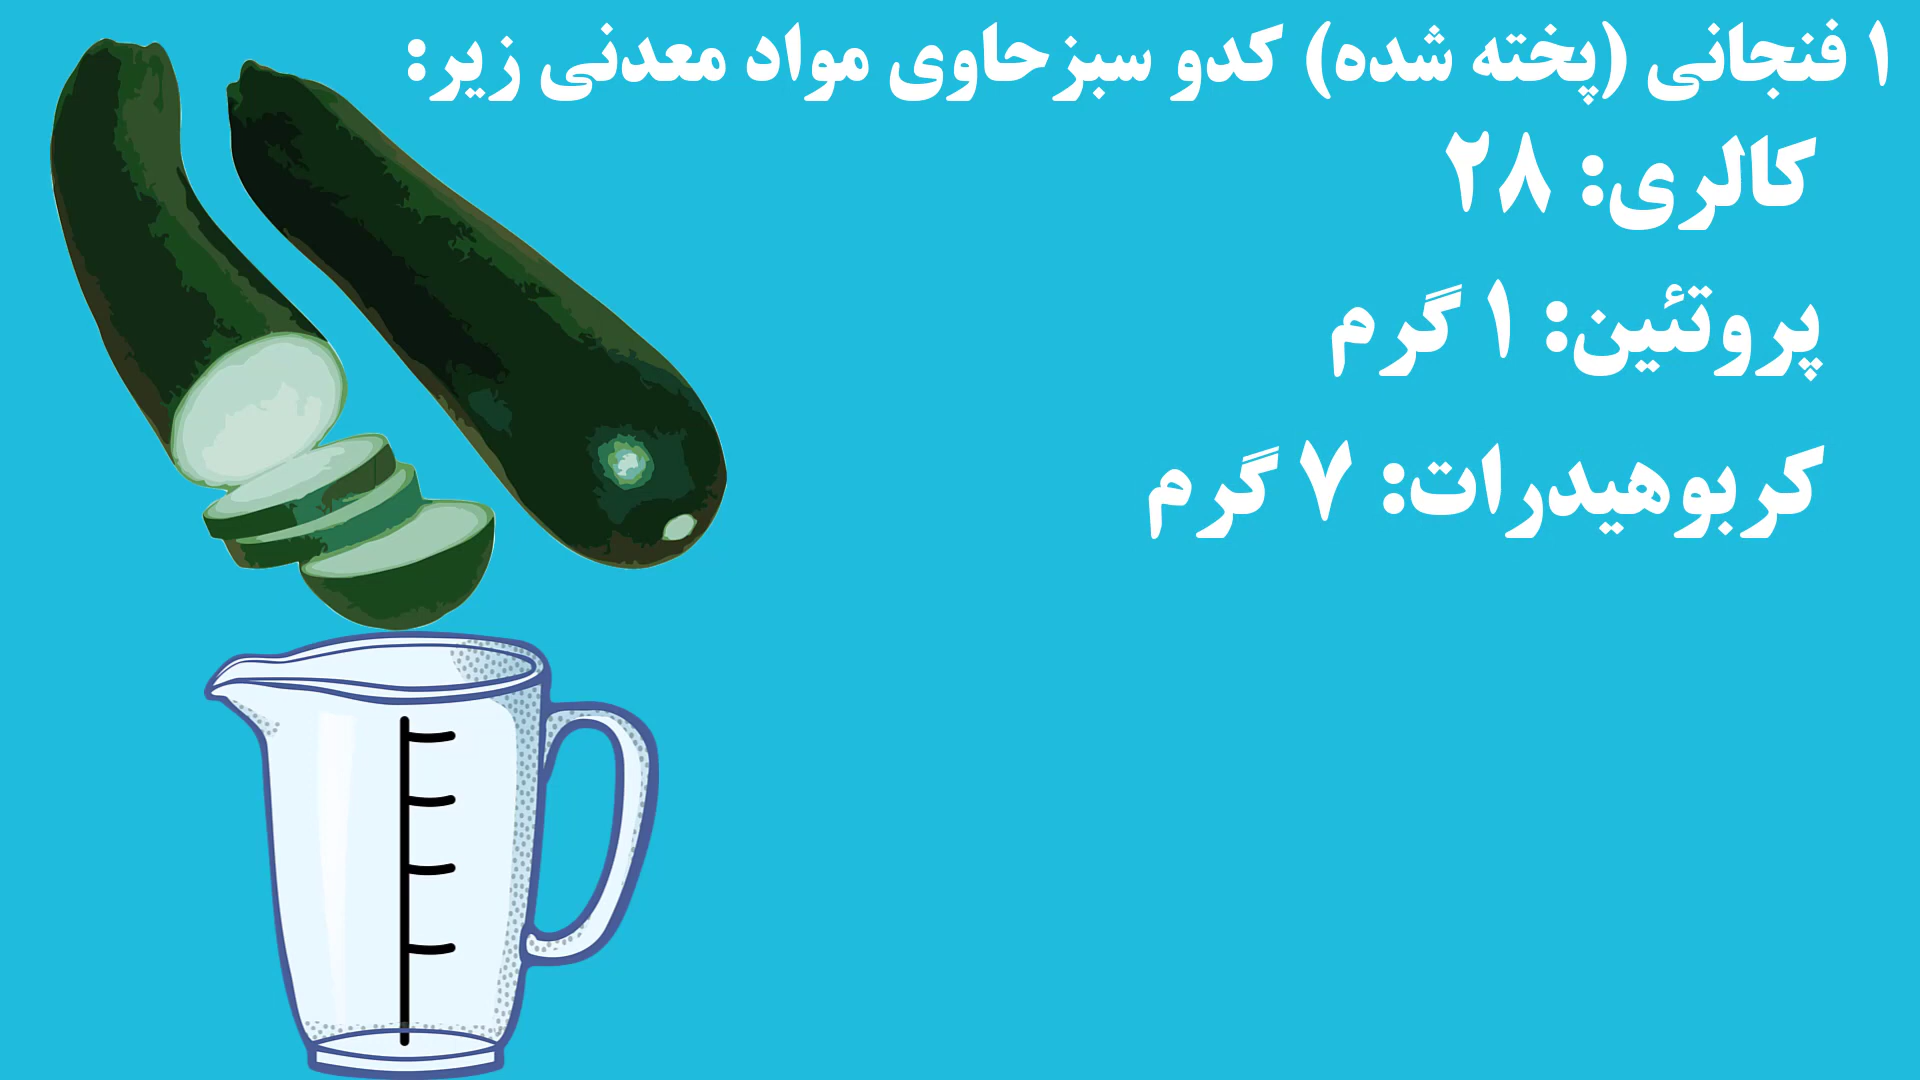 ۱ فنجانی (پخته شده) کدو سبزحاوی مواد معدنی زیر:
کالری: ۲۸
پروتئین: ۱ گرم
کربوهیدرات: ۷ گرم